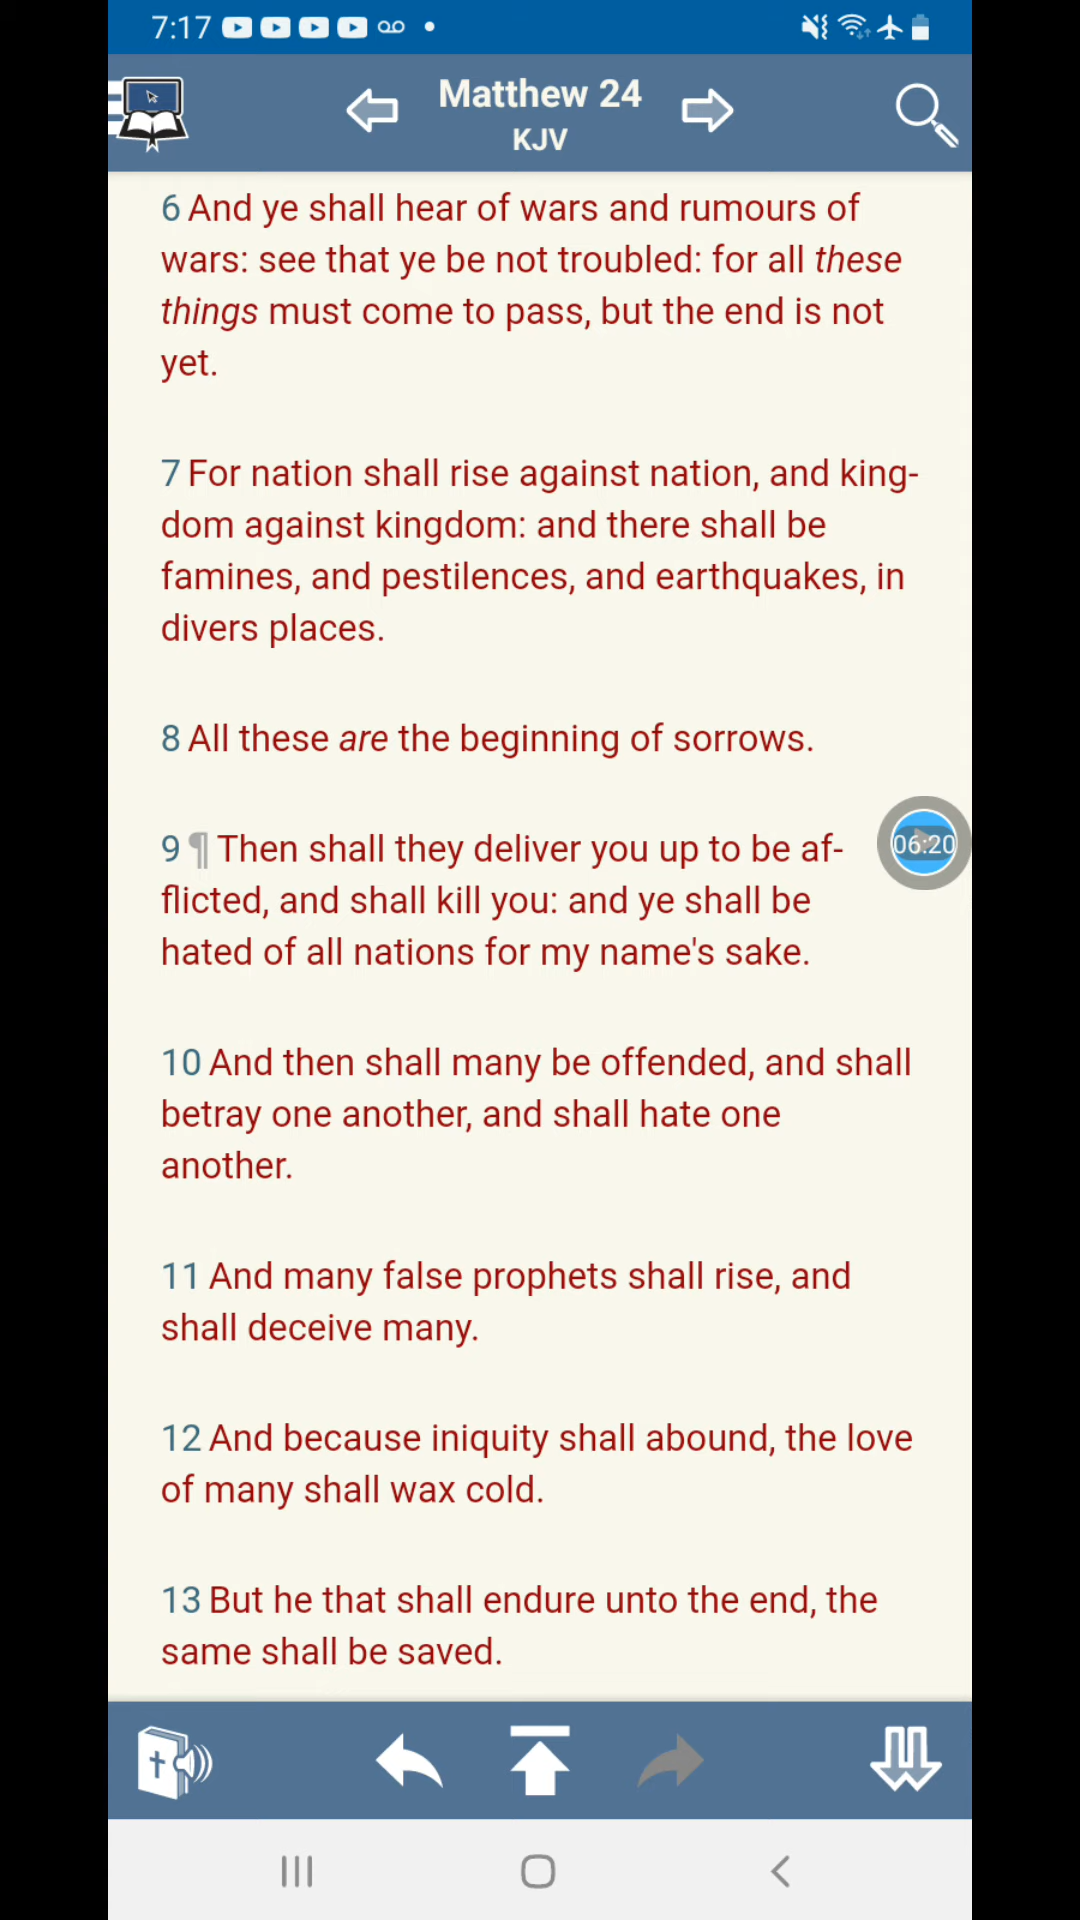 7:17
Matthew 24
KJV
6 And ye shall hear of wars and rumours of
wars: see that ye be not troubled: for all these
things must come to pass, but the end is not
yet.
7 For nation shall rise against nation, and king-
dom against kingdom: and there shall be
famines, and pestilences, and earthquakes, in
divers places.
8 All these are the beginning of sorrows.
9 ¶ Then shall they deliver you up to be af-
flicted, and shall kill you: and ye shall be
hated of all nations for my name's sake.
06:20
10 And then shall many be offended, and shall
betray one another, and shall hate one
another.
11 And many false prophets shall rise, and
shall deceive many.
12 And because iniquity shall abound, the love
of many shall wax cold.
13 But he that shall endure unto the end, the
same shall be saved.